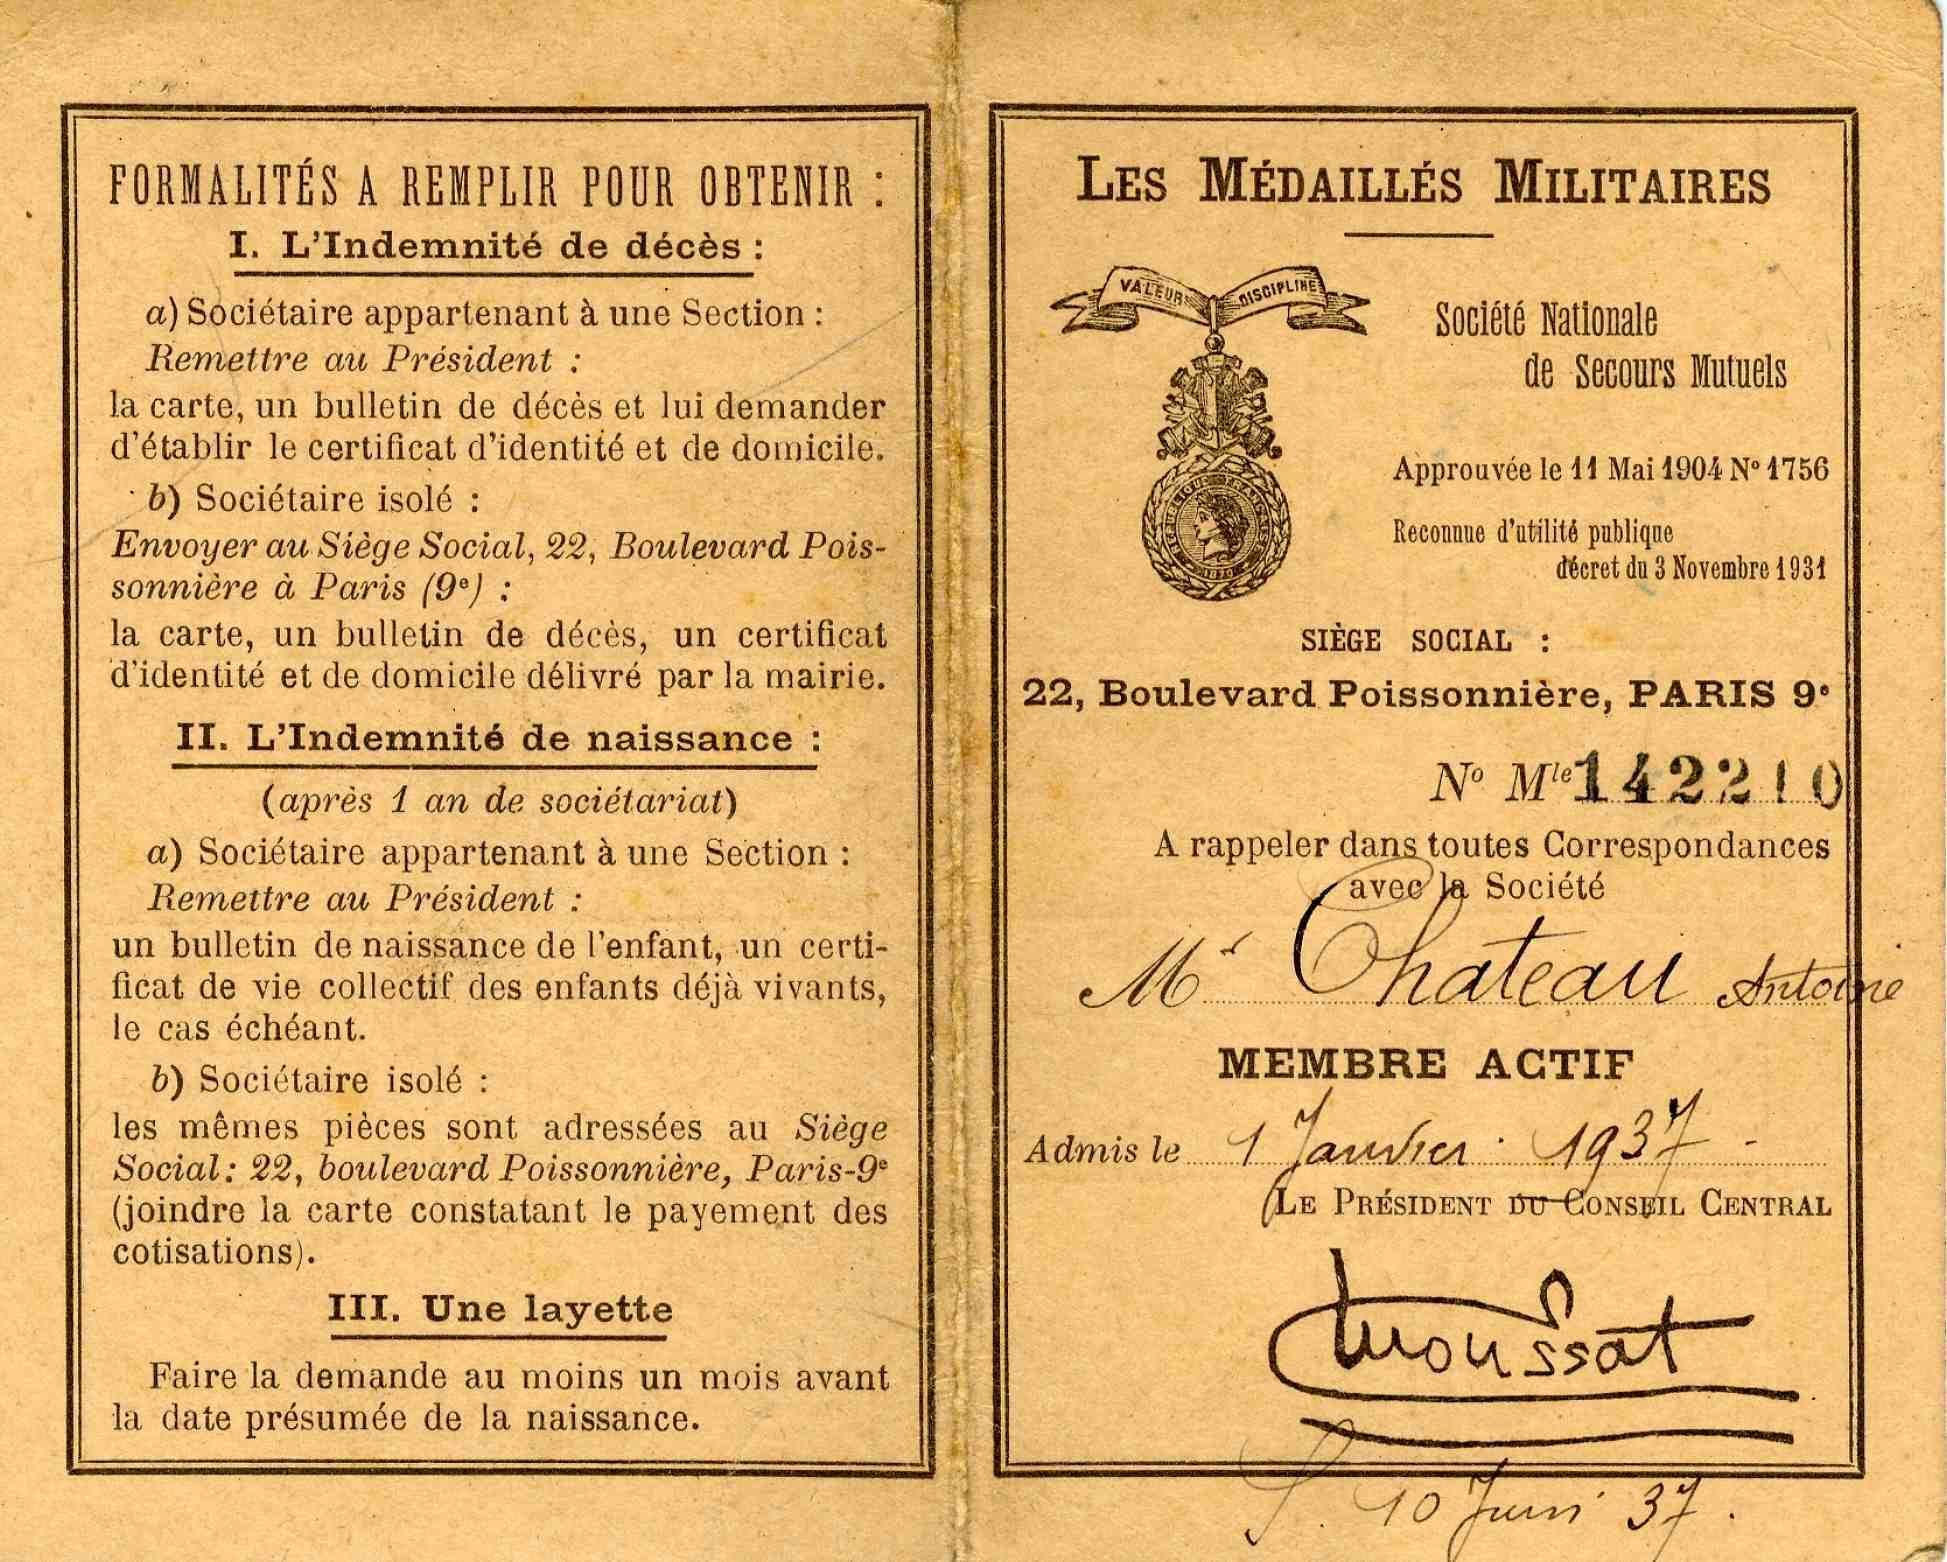 FORMALITÉS A REMPLIR POUR OBTENIR :
I. L'Indemnité de décès :
a) Sociétaire appartenant à une Section :
Remettre au Président :
la carte, un bulletin de décès et lui demander
d'établir le certificat d'identité et de domicile.
b) Sociétaire isolé :
Envoyer au Siège Social, 22, Boulevard Pois-
sonnière à Paris (9e) :
la carte, un bulletin de décès, un certificat
d'identité et de domicile délivré par la mairie.
II. L'Indemnité de naissance :
(après 1 an de sociétariat)
a) Sociétaire appartenant à une Section :
Remettre au Président :
un bulletin de naissance de l'enfant, un certi-
ficat de vie collectif des enfants déjà vivants,
le cas échéant.
b) Sociétaire isolé :
les mêmes pièces sont adressées au Siège
Social : 22, boulevard Poissonnière, Paris-9e
(joindre la carte constatant le payement des
cotisations).
III. Une layette
Faire la demande au moins un mois avant
la date présumée de la naissance.
LES MÉDAILLÉS MILITAIRES
VALEUR DISCIPLINE
Société Nationale
de Secours Mutuels
Approuvée le 11 Mai 1904 No 1756
Reconnue d'utilité publique
décret du 3 Novembre 1931
RÉPUBLIQUE FRANÇAISE
1870
SIÈGE SOCIAL :
22, Boulevard Poissonnière, PARIS 9e
No Mle 142210
A rappeler dans toutes Correspondances
avec la Société
Mr Chateau Antoine
MEMBRE ACTIF
Admis le 1 Janvier 1937
LE PRÉSIDENT DU CONSEIL CENTRAL
Moussat
S. 10 Juin 37.